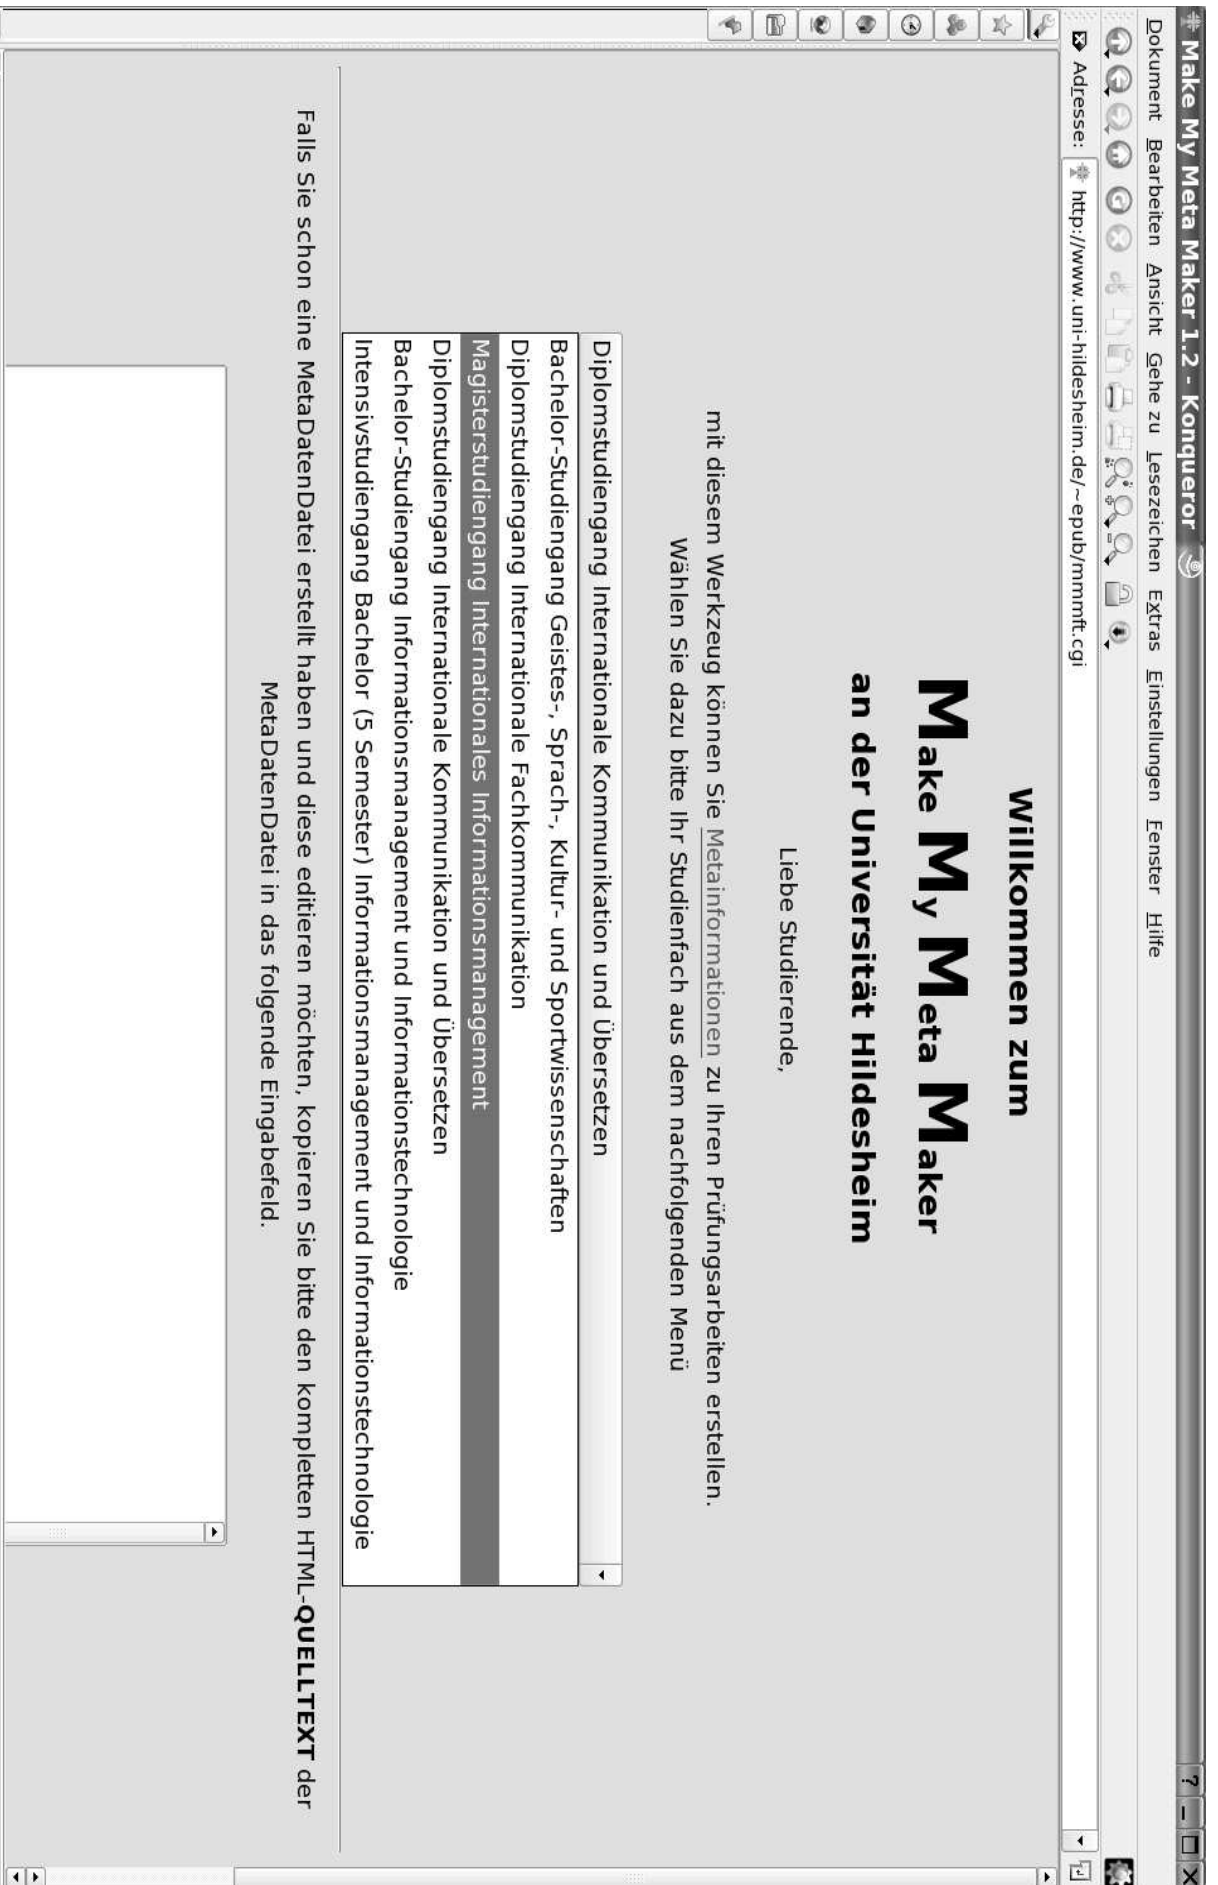 Make My Meta Maker 1.2 - Konqueror
Dokument Bearbeiten Ansicht Gehe zu Lesezeichen Extras Einstellungen Fenster Hilfe
Adresse: http://www.uni-hildesheim.de/~epub/mmmft.cgi
Willkommen zum
Make My Meta Maker
an der Universität Hildesheim
Liebe Studierende,
mit diesem Werkzeug können Sie Metainformationen zu Ihren Prüfungsarbeiten erstellen.
Wählen Sie dazu bitte Ihr Studienfach aus dem nachfolgenden Menü
Diplomstudiengang Internationale Kommunikation und Übersetzen
Bachelor-Studiengang Geistes-, Sprach-, Kultur- und Sportwissenschaften
Diplomstudiengang Internationale Fachkommunikation
Magisterstudiengang Internationales Informationsmanagement
Diplomstudiengang Internationale Kommunikation und Übersetzen
Bachelor-Studiengang Informationsmanagement und Informationstechnologie
Intensivstudiengang Bachelor (5 Semester) Informationsmanagement und Informationstechnologie
Falls Sie schon eine MetaDatenDatei erstellt haben und diese editieren möchten, kopieren Sie bitte den kompletten HTML-QUELLTEXT der
MetaDatenDatei in das folgende Eingabefeld.